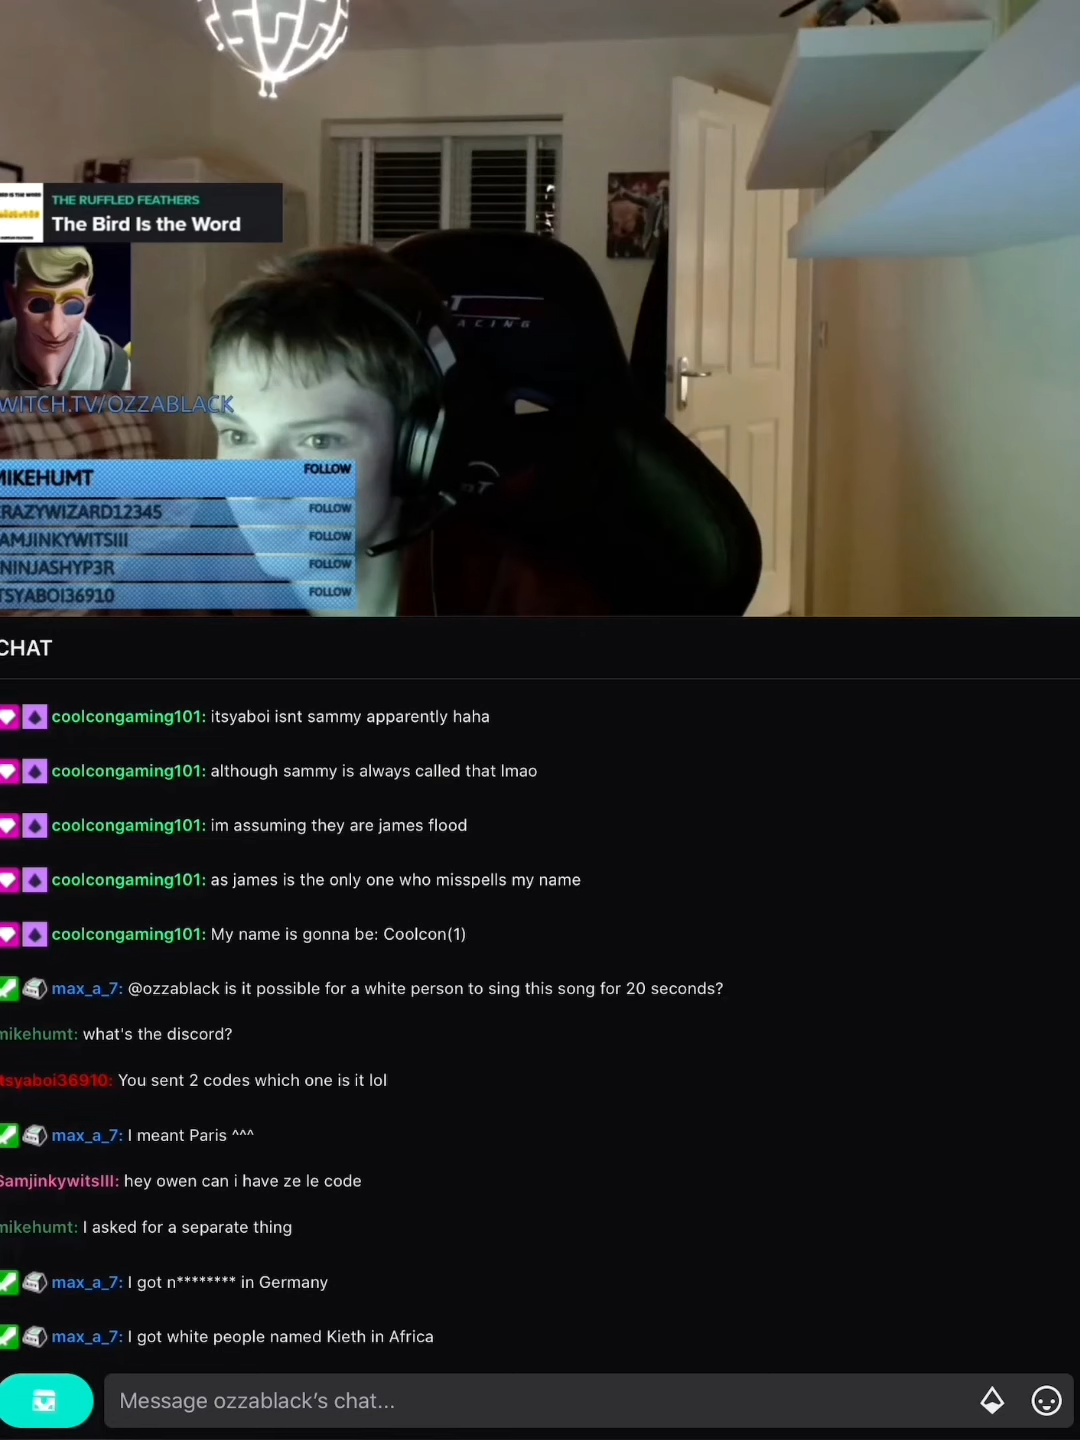 THE RUFFLED FEATHERS
The Bird Is the Word
WITCH.TV/OZZABLACK
MIKEHUMT FOLLOW
RAZYWIZARD12345 FOLLOW
AMJINKYWITSIII FOLLOW
NINJASHYP3R FOLLOW
TSYABOI36910 FOLLOW
ACING
CHAT
coolcongaming101: itsyaboi isnt sammy apparently haha
coolcongaming101: although sammy is always called that lmao
coolcongaming101: im assuming they are james flood
coolcongaming101: as james is the only one who misspells my name
coolcongaming101: My name is gonna be: Coolcon(1)
max_a_7: @ozzablack is it possible for a white person to sing this song for 20 seconds?
mikehumt: what's the discord?
tsyaboi36910: You sent 2 codes which one is it lol
max_a_7: I meant Paris ^^^
SamjinkywitsIII: hey owen can i have ze le code
mikehumt: I asked for a separate thing
max_a_7: I got n******** in Germany
max_a_7: I got white people named Kieth in Africa
Message ozzablack's chat...